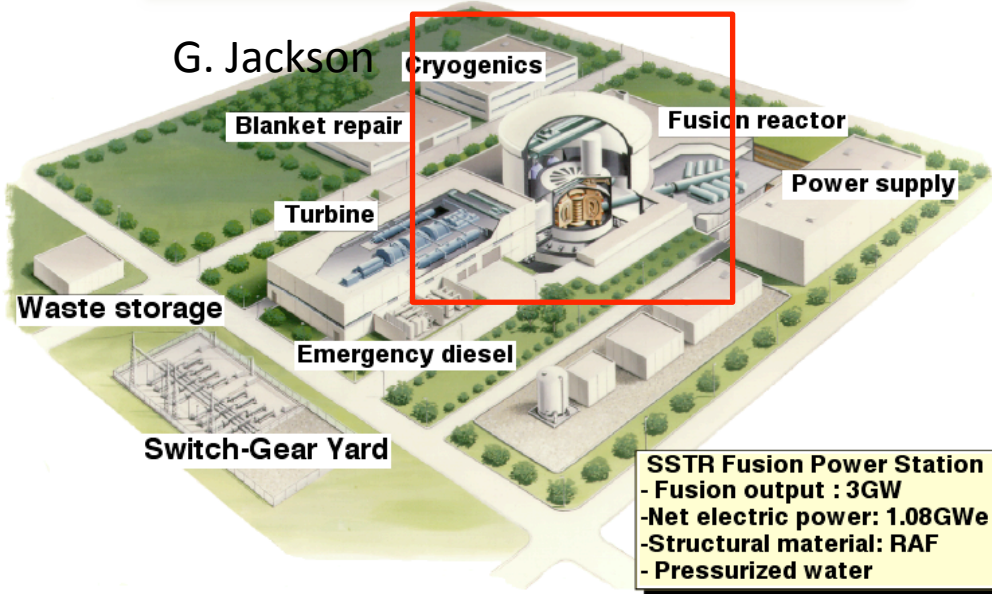 G. Jackson
Cryogenics
Blanket repair
Fusion reactor
Power supply
Turbine
Waste storage
Emergency diesel
Switch-Gear Yard
SSTR Fusion Power Station
- Fusion output : 3GW
-Net electric power: 1.08GWe
-Structural material: RAF
- Pressurized water